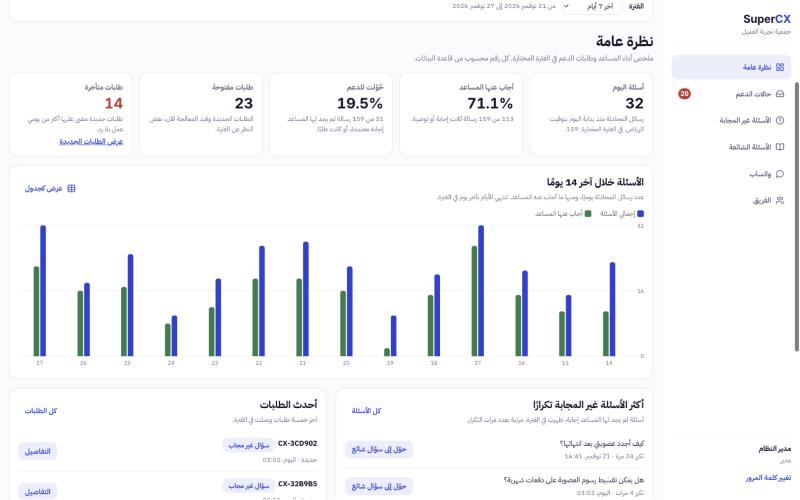 SuperCX
جمعية تجربة العميل
نظرة عامة
حالات الدعم
20
الأسئلة غير المجابة
الأسئلة الشائعة
واتساب
الفريق
مدير النظام
مدير
تغيير كلمة المرور
الفترة
آخر 7 أيام
من 21 نوفمبر 2026 إلى 27 نوفمبر 2026
نظرة عامة
ملخص أداء المساعد وطلبات الدعم في الفترة المختارة. كل رقم محسوب من قاعدة البيانات.
أسئلة اليوم
32
رسائل المحادثة منذ بداية اليوم بتوقيت
الرياض. في الفترة المختارة: 159.
أجاب عنها المساعد
71.1%
113 من 159 رسالة كانت إجابة أو توصية.
حُوّلت للدعم
19.5%
31 من 159 رسالة لم يجد لها المساعد
إجابة معتمدة، أو كانت طلبًا.
طلبات مفتوحة
23
الطلبات الجديدة وقيد المعالجة الآن، بغض
النظر عن الفترة.
طلبات متأخرة
14
طلبات جديدة مضى عليها أكثر من يومي
عمل بلا رد.
عرض الطلبات الجديدة
الأسئلة خلال آخر 14 يومًا
عرض كجدول
عدد رسائل المحادثة يوميًا، ومنها ما أجاب عنه المساعد. تنتهي الأيام بآخر يوم في الفترة.
إجمالي الأسئلة
أجاب عنها المساعد
32
16
0
14 15 16 17 18 19 20 21 22 23 24 25 26 27
أكثر الأسئلة غير المجابة تكرارًا
كل الأسئلة
أسئلة لم يجد لها المساعد إجابة، ظهرت في الفترة، مرتبة بعدد مرات التكرار.
كيف أجدد عضويتي بعد انتهائها؟
تكرر 24 مرة · 21 نوفمبر، 16:41
حوّل إلى سؤال شائع
هل يمكن تقسيط رسوم العضوية على دفعات شهرية؟
تكرر 4 مرات · اليوم، 03:03
حوّل إلى سؤال شائع
أحدث الطلبات
كل الطلبات
آخر خمسة طلبات وصلت في الفترة.
CX-3CD902 سؤال غير مجاب
جديدة · اليوم، 03:03
التفاصيل
CX-32B9B5 سؤال غير مجاب
التفاصيل